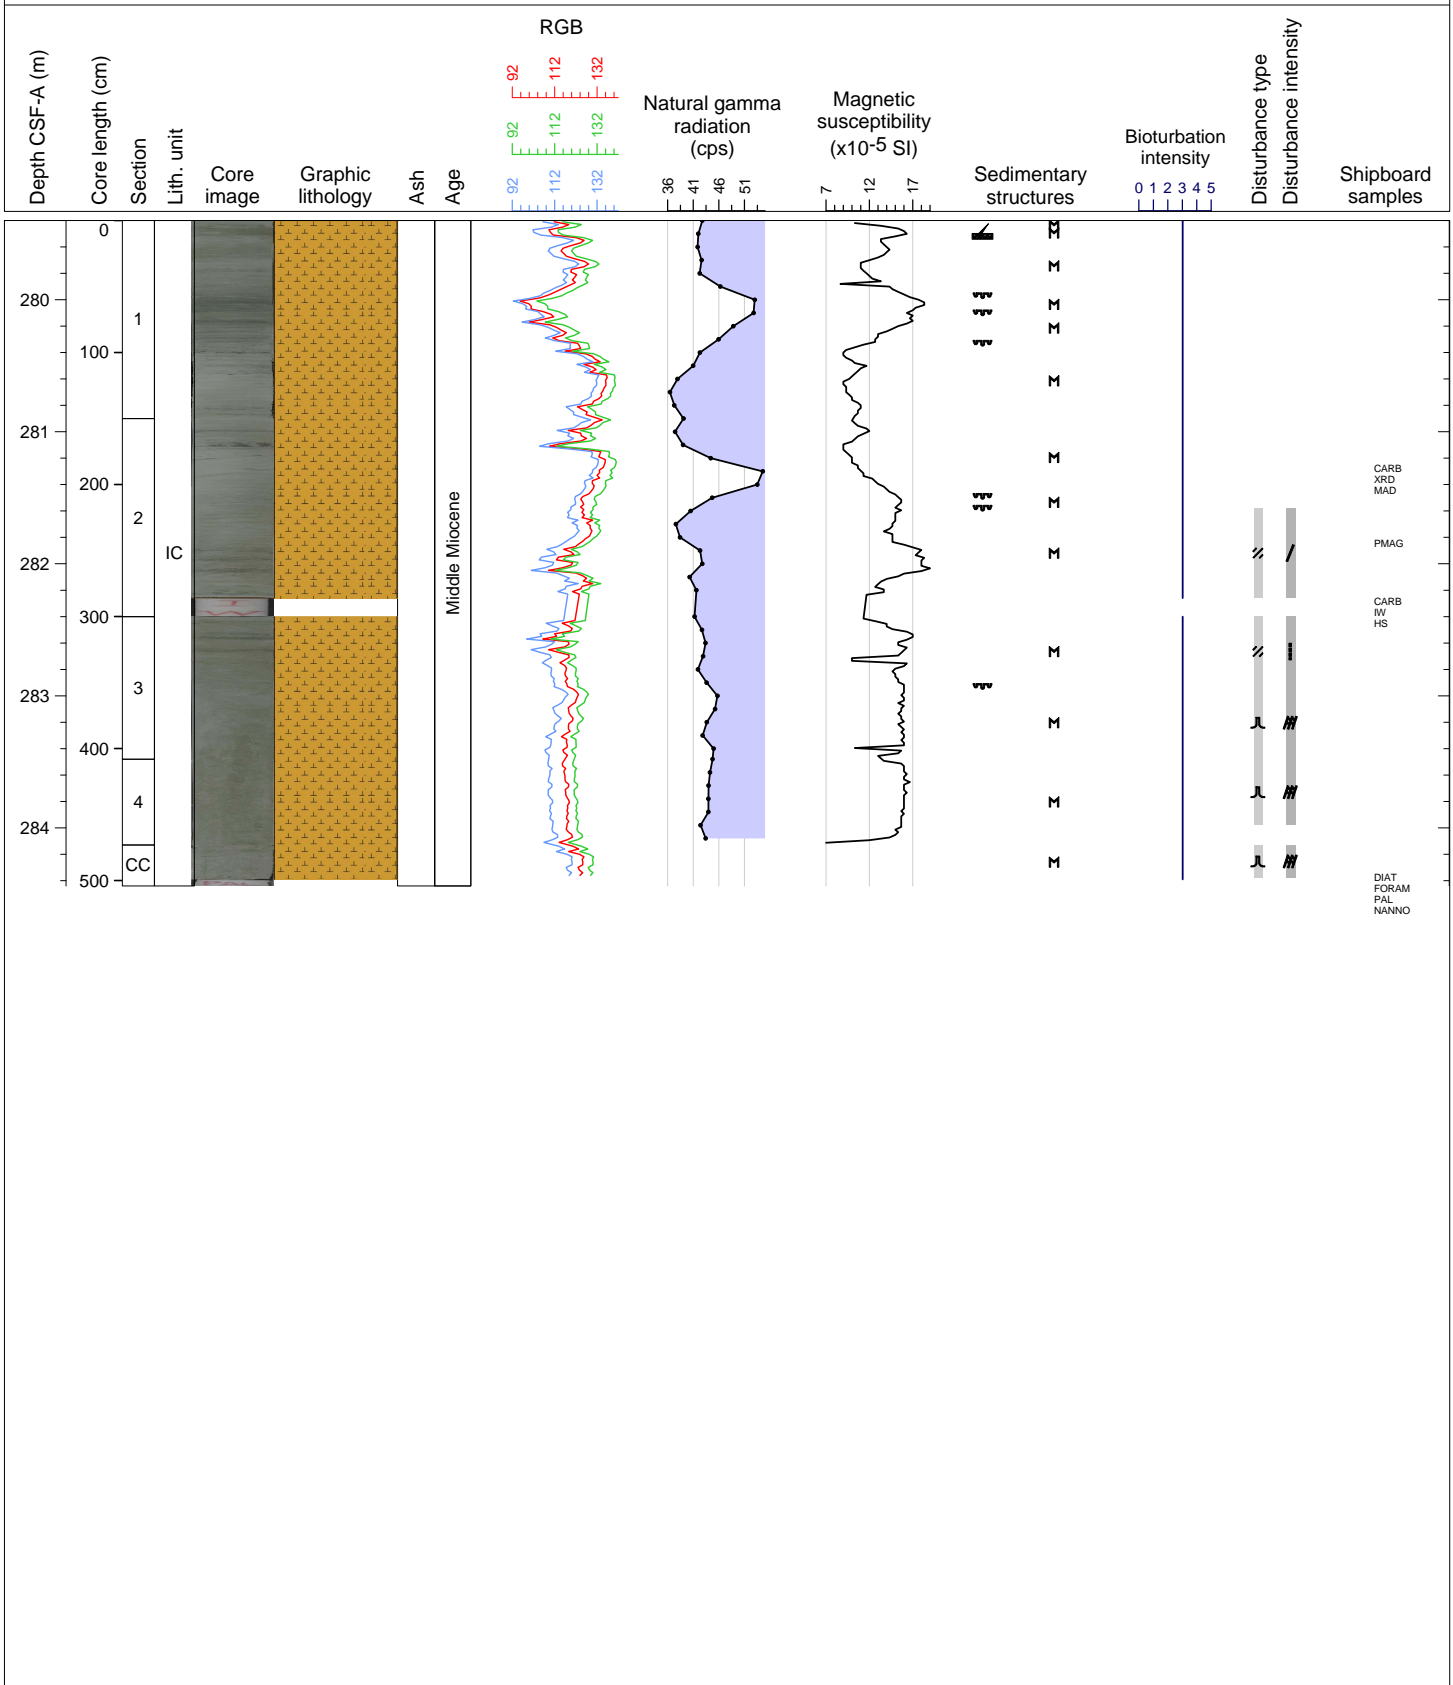 RGB
92 112 132
92 112 132
92 112 132
Depth CSF-A (m)
Core length (cm)
Section
Lith. unit
Core
image
Graphic
lithology
Ash
Age
Natural gamma
radiation
(cps)
36 41 46 51
Magnetic
susceptibility
(x10-5 SI)
7 12 17
Sedimentary
structures
Bioturbation
intensity
0 1 2 3 4 5
Disturbance type
Disturbance intensity
Shipboard
samples
280
281
282
283
284
0
100
200
300
400
500
1
2
3
4
CC
IC
Middle Miocene
M
M
M
M
M
M
M
M
M
M
M
M
M
CARB
XRD
MAD
PMAG
CARB
IW
HS
DIAT
FORAM
PAL
NANNO